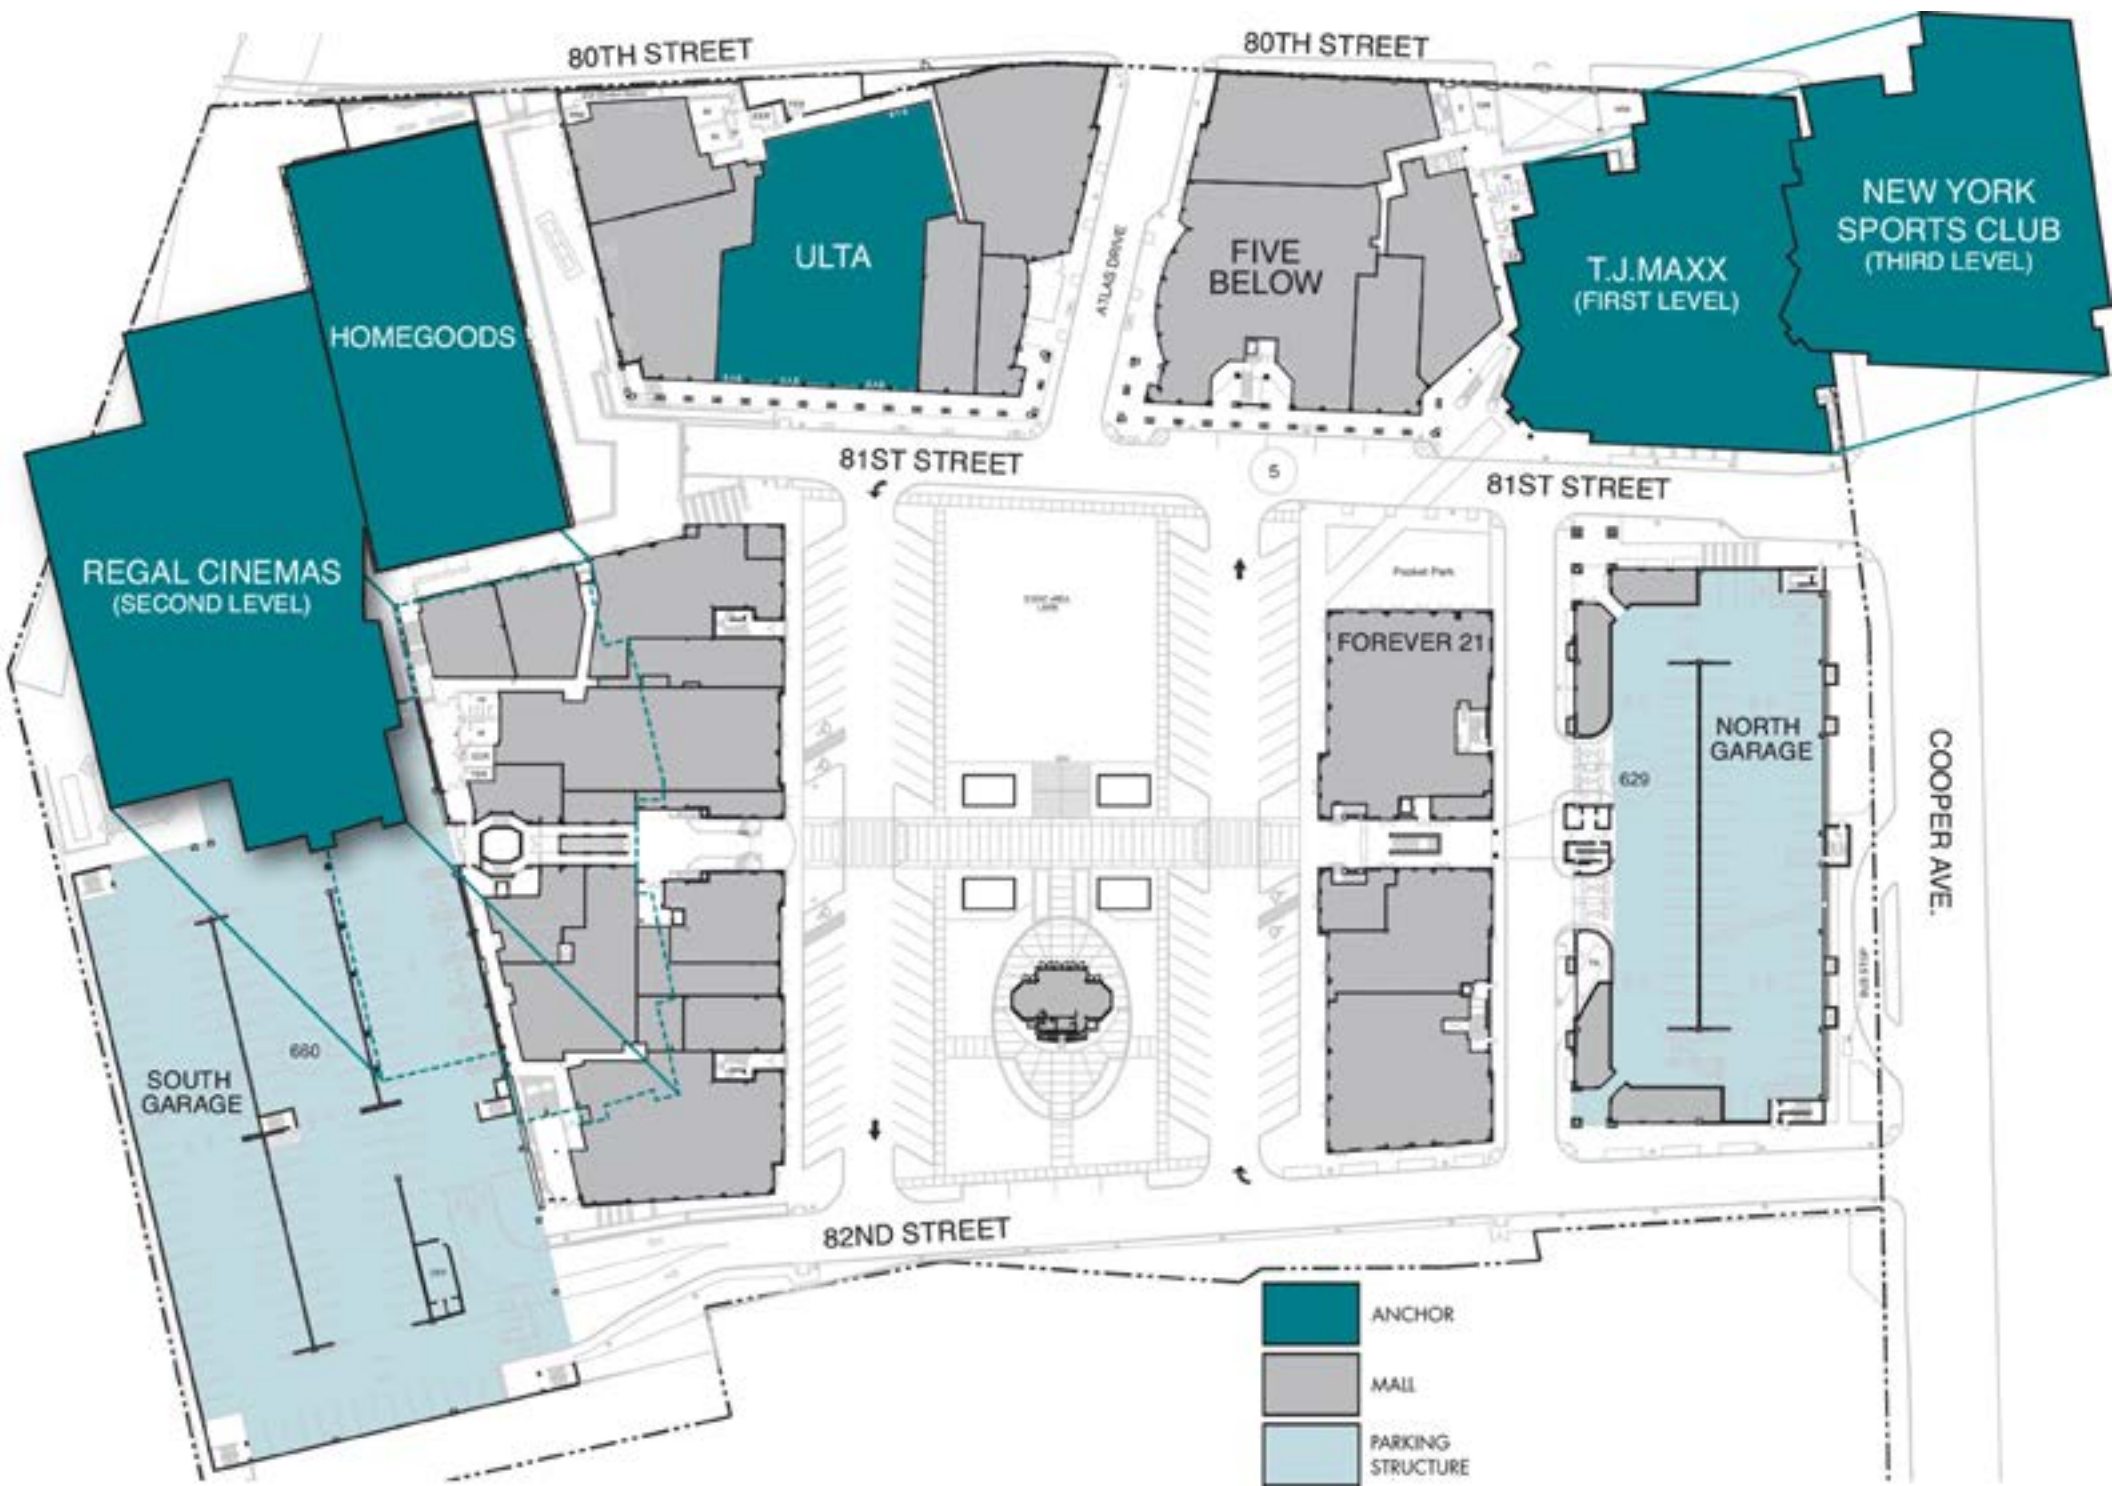 80TH STREET
80TH STREET
NEW YORK
SPORTS CLUB
(THIRD LEVEL)
ULTA
FIVE
BELOW
T.J.MAXX
(FIRST LEVEL)
ATLAS DRIVE
HOMEGOODS
81ST STREET
5
81ST STREET
REGAL CINEMAS
(SECOND LEVEL)
Pocket Park
FOREVER 21
NORTH
GARAGE
629
COOPER AVE.
BUS STOP
660
SOUTH
GARAGE
82ND STREET
ANCHOR
MALL
PARKING
STRUCTURE